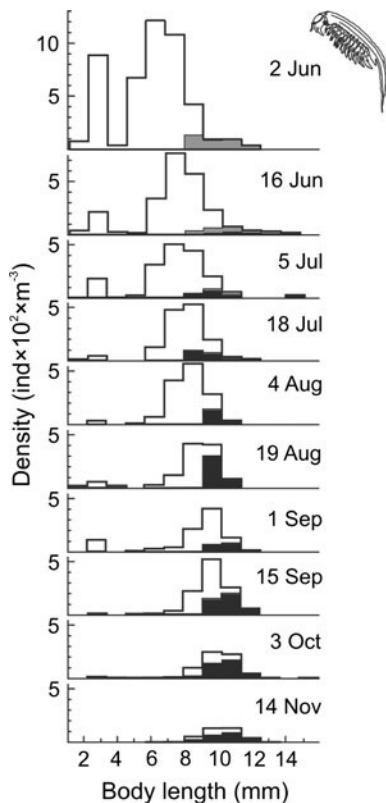 10
5
2 Jun
5
16 Jun
5
5 Jul
5
18 Jul
5
4 Aug
5
19 Aug
5
1 Sep
5
15 Sep
5
3 Oct
5
14 Nov
2 4 6 8 10 12 14
Body length (mm)
Density (ind×10²×m⁻³)